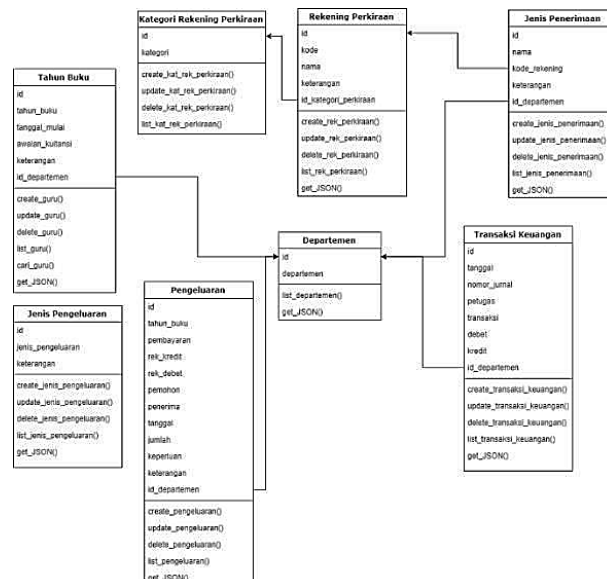 Kategori Rekening Perkiraan
id
kategori
create_kat_rek_perkiraan()
update_kat_rek_perkiraan()
delete_kat_rek_perkiraan()
list_kat_rek_perkiraan()
Rekening Perkiraan
id
kode
nama
keterangan
id_kategori_perkiraan
create_rek_perkiraan()
update_rek_perkiraan()
delete_rek_perkiraan()
list_rek_perkiraan()
get_JSON()
Jenis Penerimaan
id
nama
kode_rekening
keterangan
id_departemen
create_jenis_penerimaan()
update_jenis_penerimaan()
delete_jenis_penerimaan()
list_jenis_penerimaan()
get_JSON()
Tahun Buku
id
tahun_buku
tanggal_mulai
awalan_kuitansi
keterangan
id_departemen
create_guru()
update_guru()
delete_guru()
list_guru()
cari_guru()
get_JSON()
Departemen
id
departemen
list_departemen()
get_JSON()
Transaksi Keuangan
id
tanggal
nomor_jurnal
petugas
transaksi
debet
kredit
id_departemen
create_transaksi_keuangan()
update_transaksi_keuangan()
delete_transaksi_keuangan()
list_transaksi_keuangan()
get_JSON()
Jenis Pengeluaran
id
jenis_pengeluaran
keterangan
create_jenis_pengeluaran()
update_jenis_pengeluaran()
delete_jenis_pengeluaran()
list_jenis_pengeluaran()
get_JSON()
Pengeluaran
id
tahun_buku
pembayaran
rek_kredit
rek_debet
pemohon
penerima
tanggal
jumlah
keperluan
keterangan
id_departemen
create_pengeluaran()
update_pengeluaran()
delete_pengeluaran()
list_pengeluaran()
get_JSON()